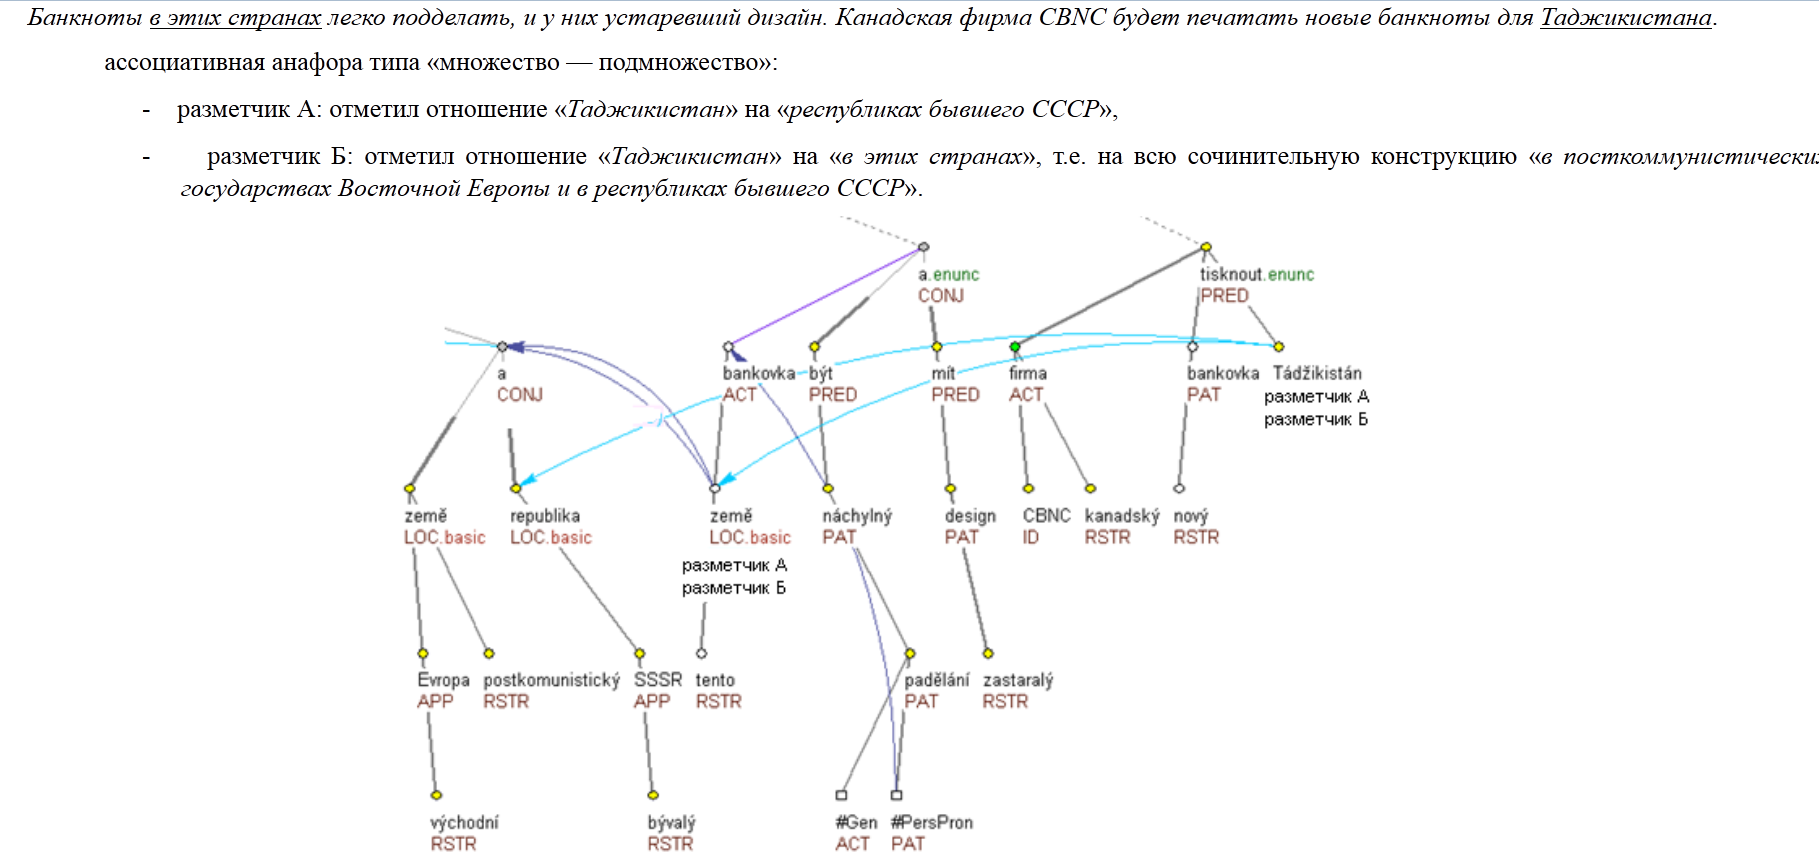 Банкноты в этих странах легко подделать, и у них устаревший дизайн. Канадская фирма CBNC будет печатать новые банкноты для Таджикистана.
ассоциативная анафора типа «множество — подмножество»:
- разметчик А: отметил отношение «Таджикистан» на «республиках бывшего СССР»,
- разметчик Б: отметил отношение «Таджикистан» на «в этих странах», т.е. на всю сочинительную конструкцию «в посткоммунистически
государствах Восточной Европы и в республиках бывшего СССР».
a.enunc tisknout.enunc
CONJ PRED
a bankovka být mít firma bankovka Tádžikistán
CONJ ACT PRED PRED ACT PAT разметчик А
разметчик Б
země republika země náchylný design CBNC kanadský nový
LOC.basic LOC.basic LOC.basic PAT PAT ID RSTR RSTR
разметчик А
разметчик Б
Evropa postkomunistický SSSR tento padělání zastaralý
APP RSTR APP RSTR PAT RSTR
východní bývalý #Gen #PersPron
RSTR RSTR ACT PAT